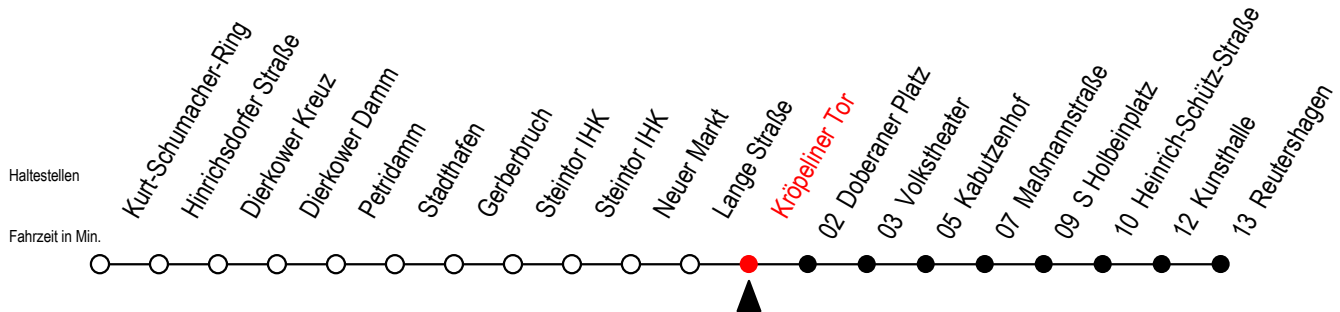 Haltestellen
Fahrzeit in Min.
Kurt-Schumacher-Ring
Hinrichsdorfer Straße
Dierkower Kreuz
Dierkower Damm
Petridamm
Stadthafen
Gerberbruch
Steintor IHK
Steintor IHK
Neuer Markt
Lange Straße
Kröpeliner Tor
02 Doberaner Platz
03 Volkstheater
05 Kabutzenhof
07 Maßmannstraße
09 S Holbeinplatz
10 Heinrich-Schütz-Straße
12 Kunsthalle
13 Reutershagen